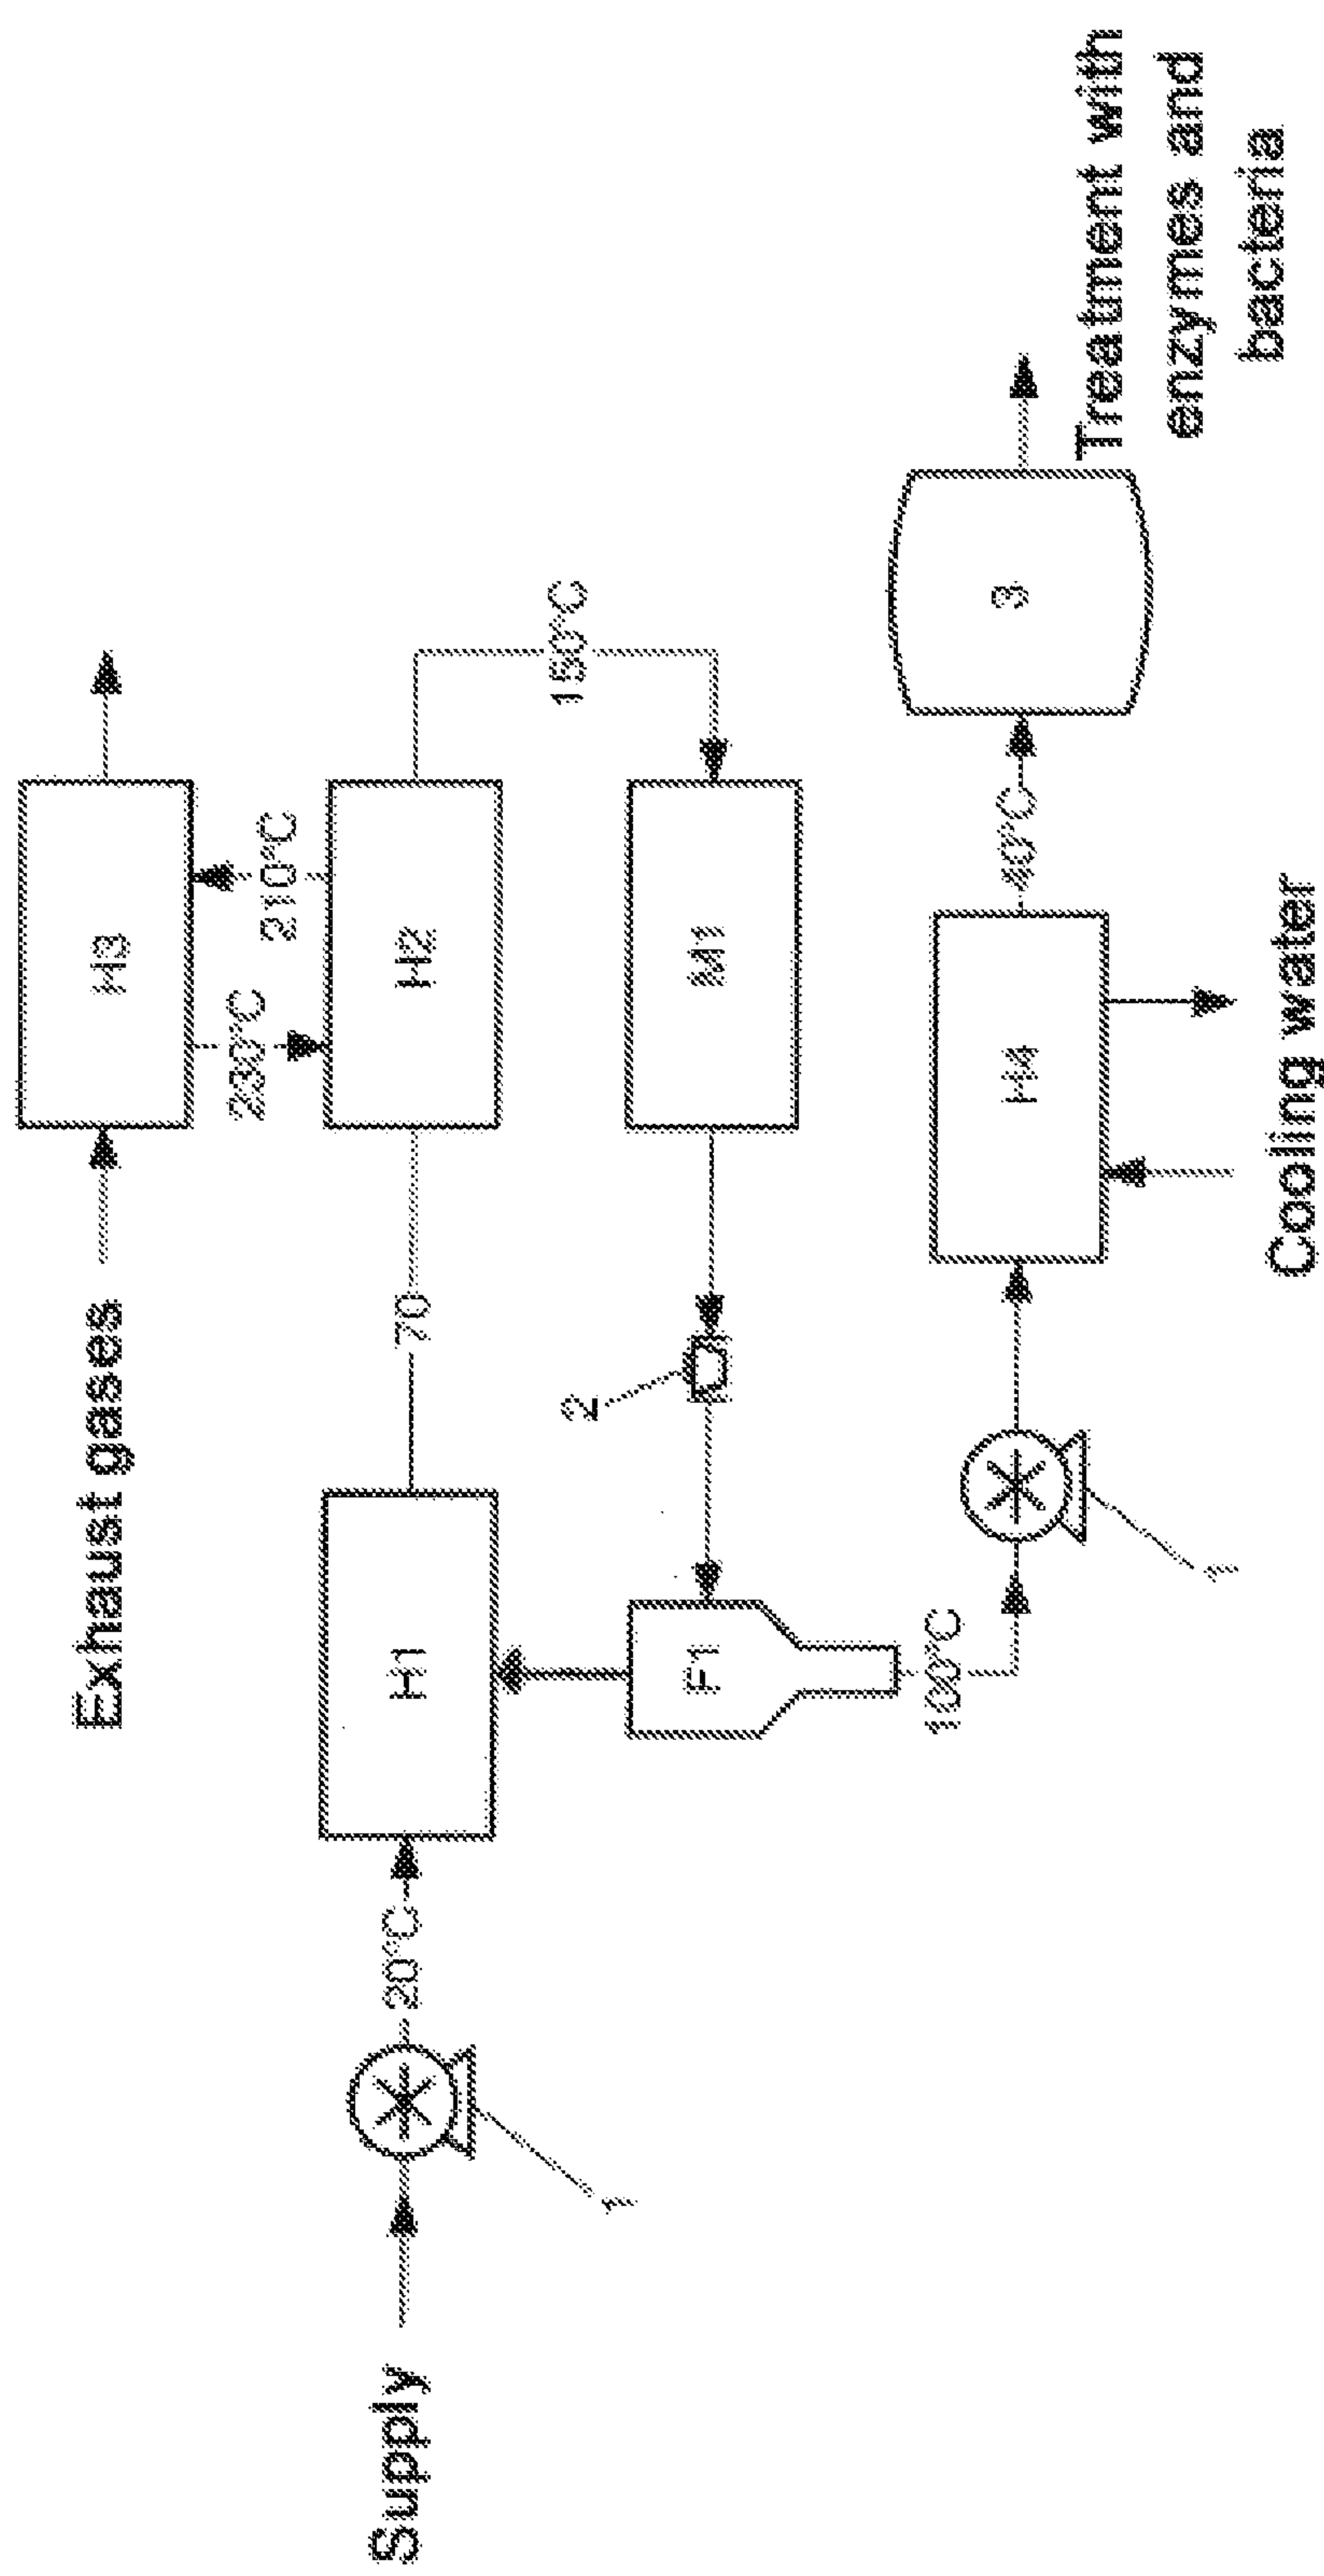 Exhaust gases
H3
230°C
210°C
Supply
1
20°C
H1
70
H2
150°C
F1
2
M1
100°C
1
H4
40°C
3
Cooling water
Treatment with
enzymes and
bacteria